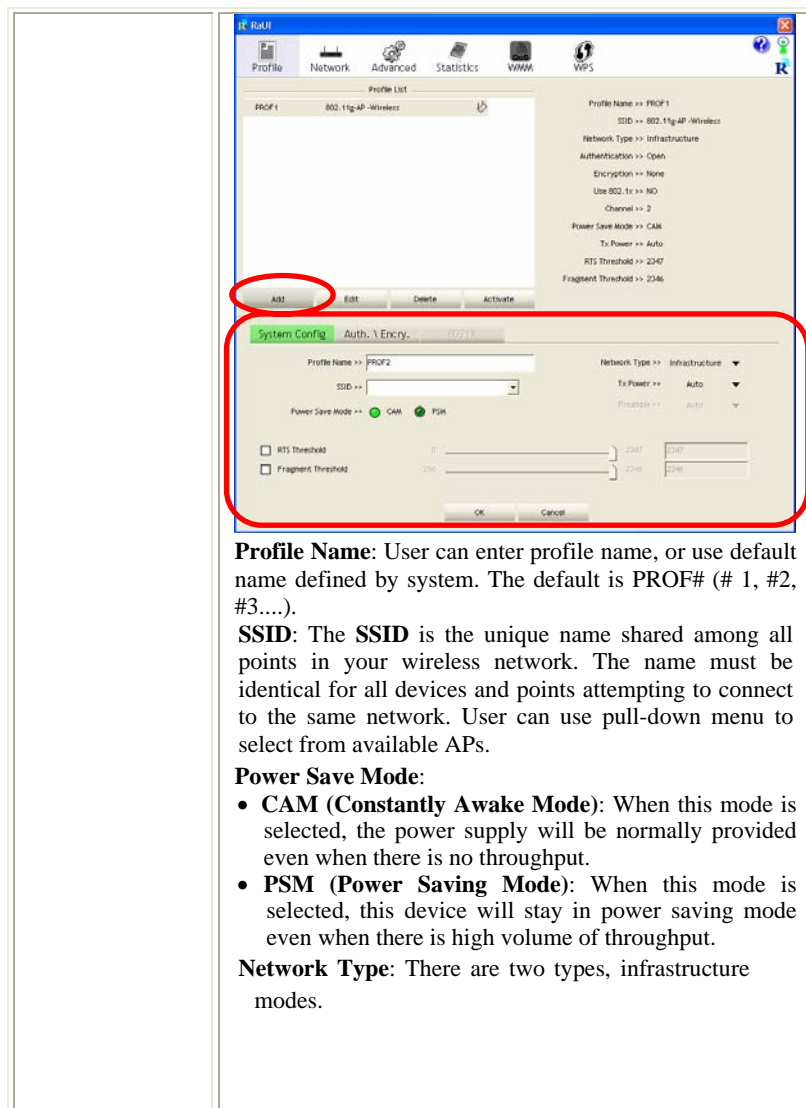 RaUI
Profile Network Advanced Statistics WMM WPS
Profile List
PROF1 802.11g-AP -Wireless
Profile Name >> PROF1
SSID >> 802.11g-AP -Wireless
Network Type >> Infrastructure
Authentication >> Open
Encryption >> None
Use 802.1x >> NO
Channel >> 2
Power Save Mode >> CAM
Tx Power >> Auto
RTS Threshold >> 2347
Fragment Threshold >> 2346
Add Edit Delete Activate
System Config Auth. \ Encry. 8021X
Profile Name >> PROF2 Network Type >> Infrastructure
SSID >> Tx Power >> Auto
Preamble >> Auto
Power Save Mode >> CAM PSM
RTS Threshold 0 2347 2347
Fragment Threshold 256 2346 2346
OK Cancel
Profile Name: User can enter profile name, or use default
name defined by system. The default is PROF# (# 1, #2,
#3....).
SSID: The SSID is the unique name shared among all
points in your wireless network. The name must be
identical for all devices and points attempting to connect
to the same network. User can use pull-down menu to
select from available APs.
Power Save Mode:
• CAM (Constantly Awake Mode): When this mode is
selected, the power supply will be normally provided
even when there is no throughput.
• PSM (Power Saving Mode): When this mode is
selected, this device will stay in power saving mode
even when there is high volume of throughput.
Network Type: There are two types, infrastructure
modes.